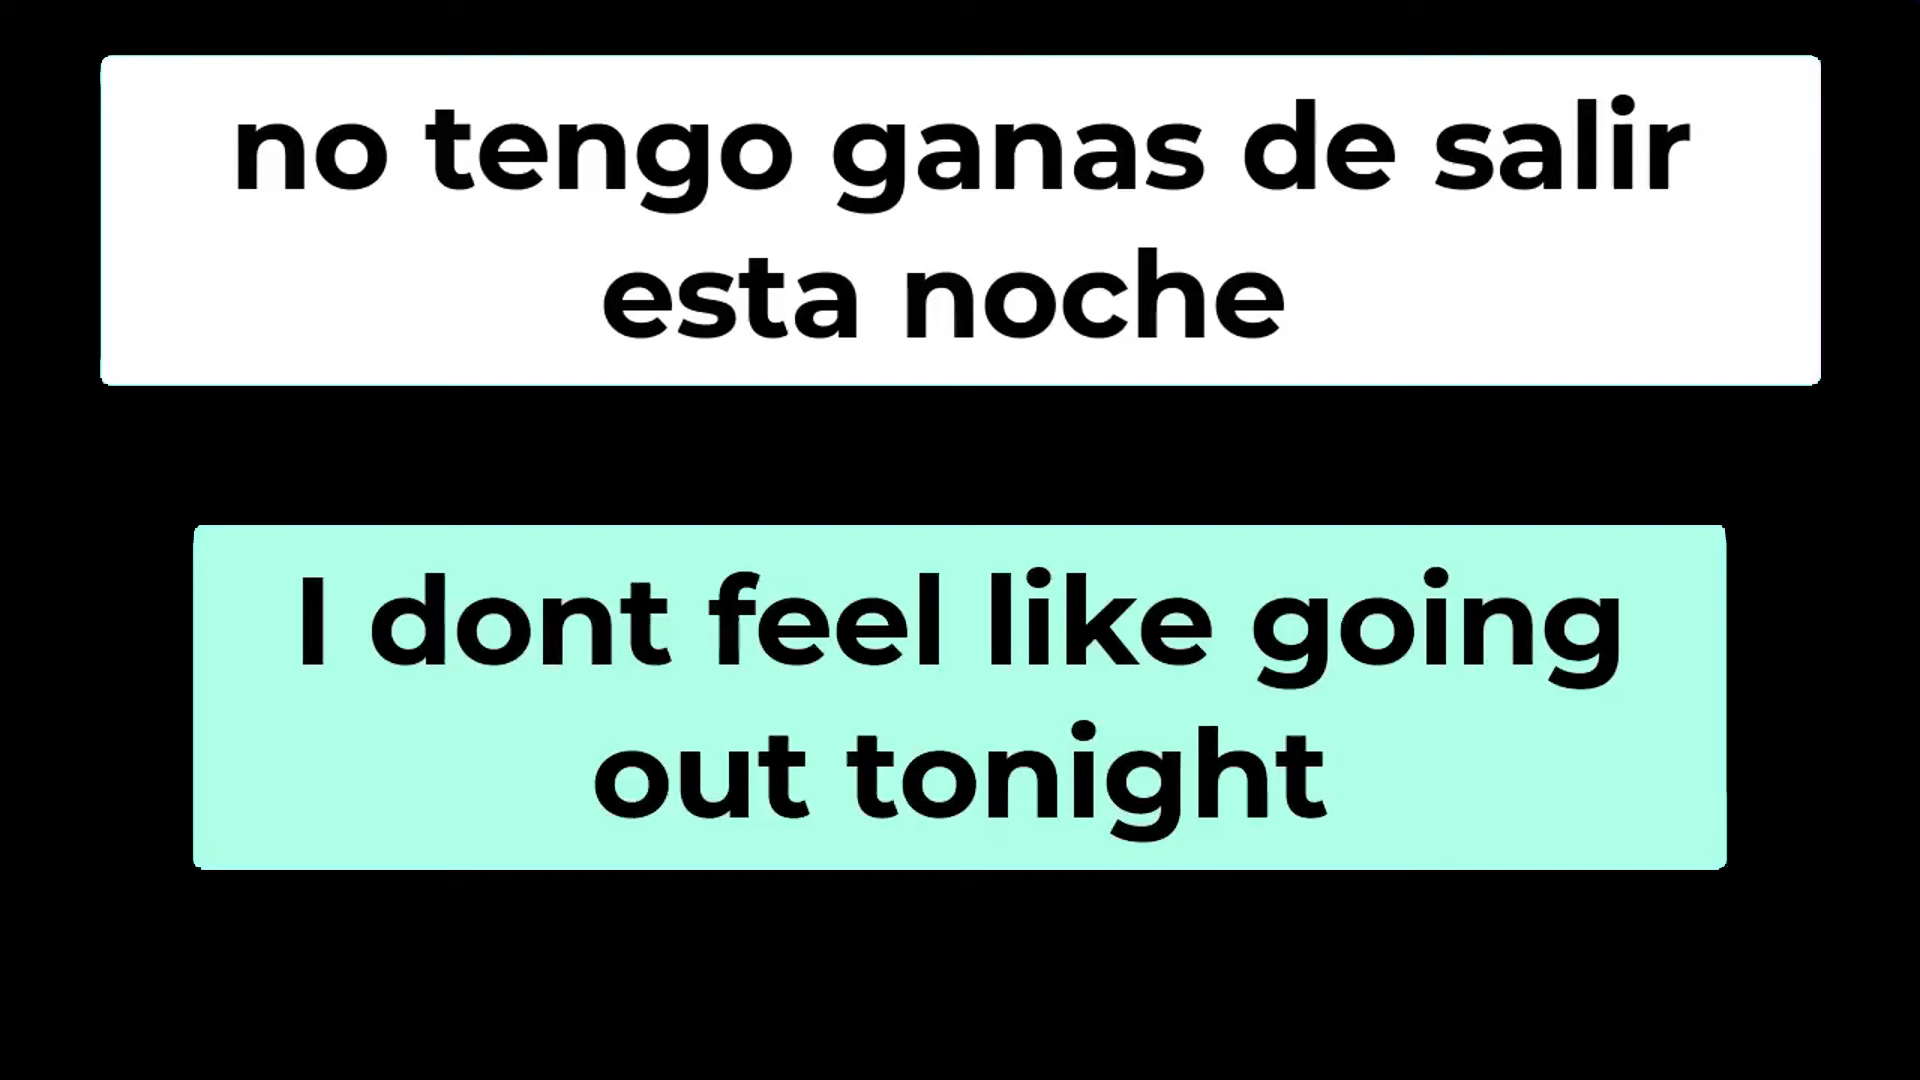 no tengo ganas de salir
esta noche
I dont feel like going
out tonight